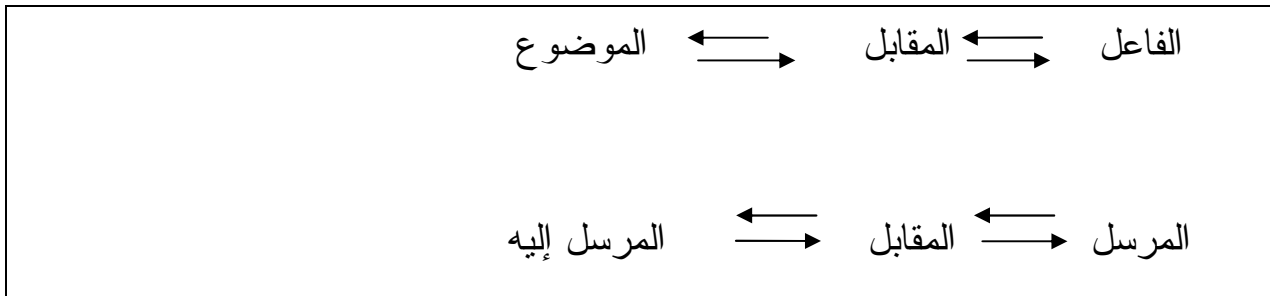 الفاعل المقابل الموضوع
المرسل المقابل المرسل إليه